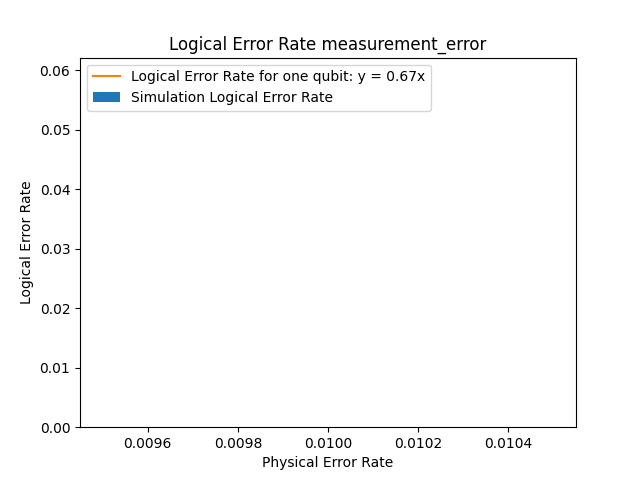 Logical Error Rate measurement_error
Logical Error Rate for one qubit: y = 0.67x
Simulation Logical Error Rate
Logical Error Rate
0.06
0.05
0.04
0.03
0.02
0.01
0.00
0.0096 0.0098 0.0100 0.0102 0.0104
Physical Error Rate